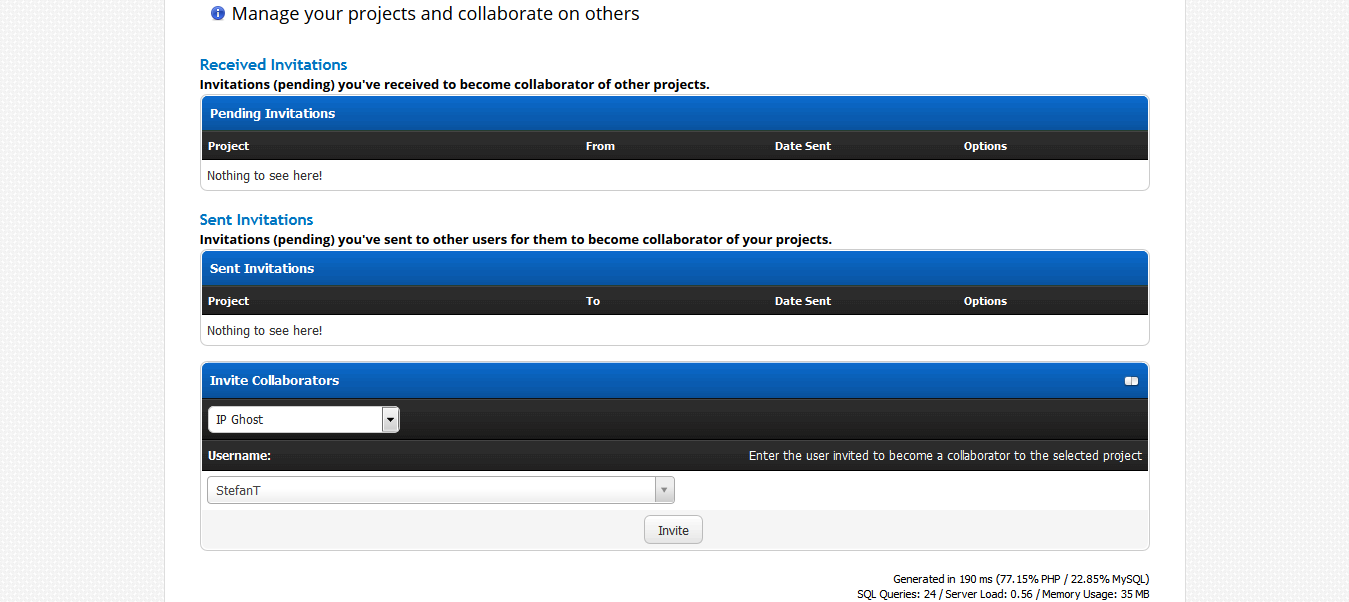 Manage your projects and collaborate on others
Received Invitations
Invitations (pending) you've received to become collaborator of other projects.
Pending Invitations
Project From Date Sent Options
Nothing to see here!
Sent Invitations
Invitations (pending) you've sent to other users for them to become collaborator of your projects.
Sent Invitations
Project To Date Sent Options
Nothing to see here!
Invite Collaborators
IP Ghost
Username: Enter the user invited to become a collaborator to the selected project
StefanT
Invite
Generated in 190 ms (77.15% PHP / 22.85% MySQL)
SQL Queries: 24 / Server Load: 0.56 / Memory Usage: 35 MB